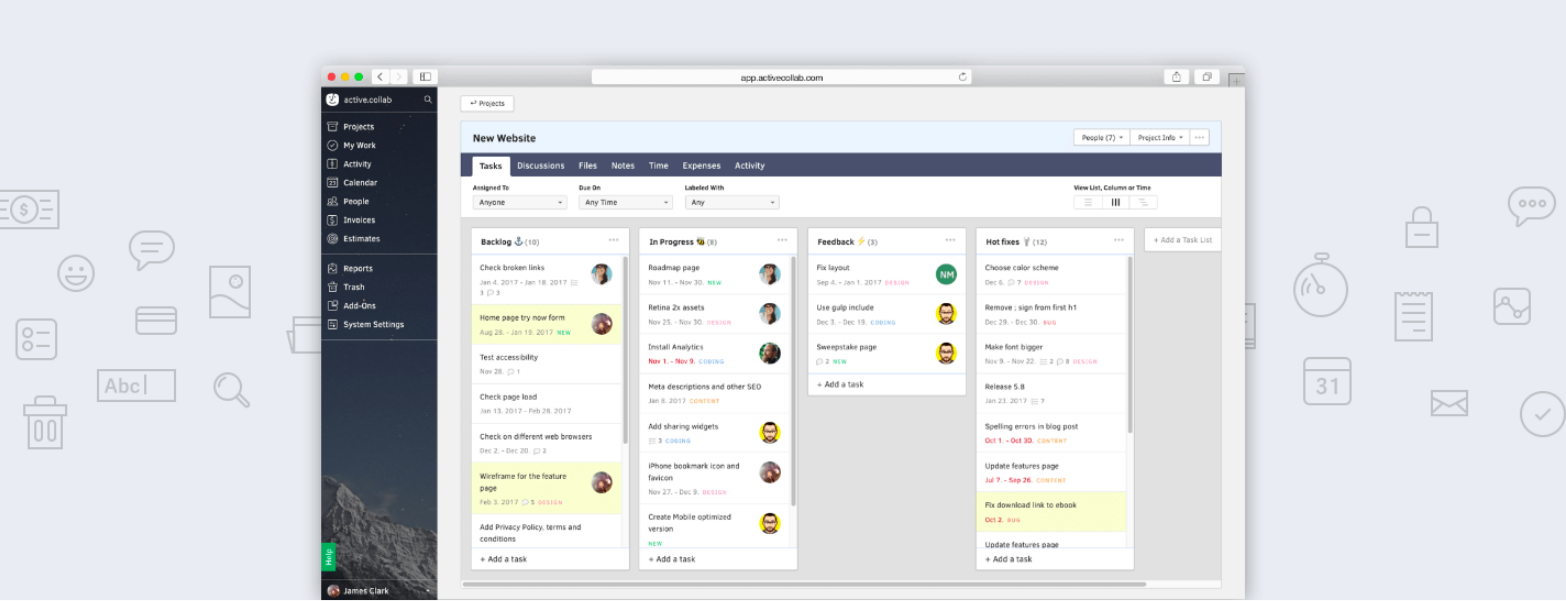 app.activecollab.com
active.collab
Projects
My Work
Activity
23 Calendar
People
Invoices
Estimates
Reports
Trash
Add-Ons
System Settings
Help
James Clark
Projects
New Website
People (7)
Project Info
Tasks Discussions Files Notes Time Expenses Activity
Assigned To Due On Labeled With View List, Column or Time
Anyone Any Time Any
Backlog (10)
Check broken links
Jan 4. 2017 - Jan 18. 2017
3 3
Home page try now form
Aug 28. - Jan 19. 2017 NEW
Test accessibility
Nov 28. 1
Check page load
Jan 13. 2017 - Feb 28. 2017
Check on different web browsers
Dec 2. - Dec 20. 3
Wireframe for the feature
page
Feb 3. 2017 5 DESIGN
Add Privacy Policy, terms and
conditions
+ Add a task
In Progress (8)
Roadmap page
Nov 11. - Nov 30. NEW
Retina 2x assets
Nov 25. - Nov 30. DESIGN
Install Analytics
Nov 1. - Nov 9. CODING
Meta descriptions and other SEO
Jan 8. 2017 CONTENT
Add sharing widgets
3 CODING
iPhone bookmark icon and
favicon
Nov 27. - Dec 9. DESIGN
Create Mobile optimized
version
NEW
+ Add a task
Feedback (3)
Fix layout
Sep 4. - Jan 1. 2017 DESIGN
NM
Use gulp include
Dec 3. - Dec 19. CODING
Sweepstake page
2 NEW
+ Add a task
Hot fixes (12)
Choose color scheme
Dec 6. 7 DESIGN
Remove ; sign from first h1
Dec 29. - Dec 30. BUG
Make font bigger
Nov 9. - Nov 22. 3 8 DESIGN
Release 5.8
Jan 23. 2017 7
Spelling errors in blog post
Oct 1. - Oct 30. CONTENT
Update features page
Jul 7. - Sep 26. CONTENT
Fix download link to ebook
Oct 2. BUG
Update features page
+ Add a task
+ Add a Task List
$
Abc
31